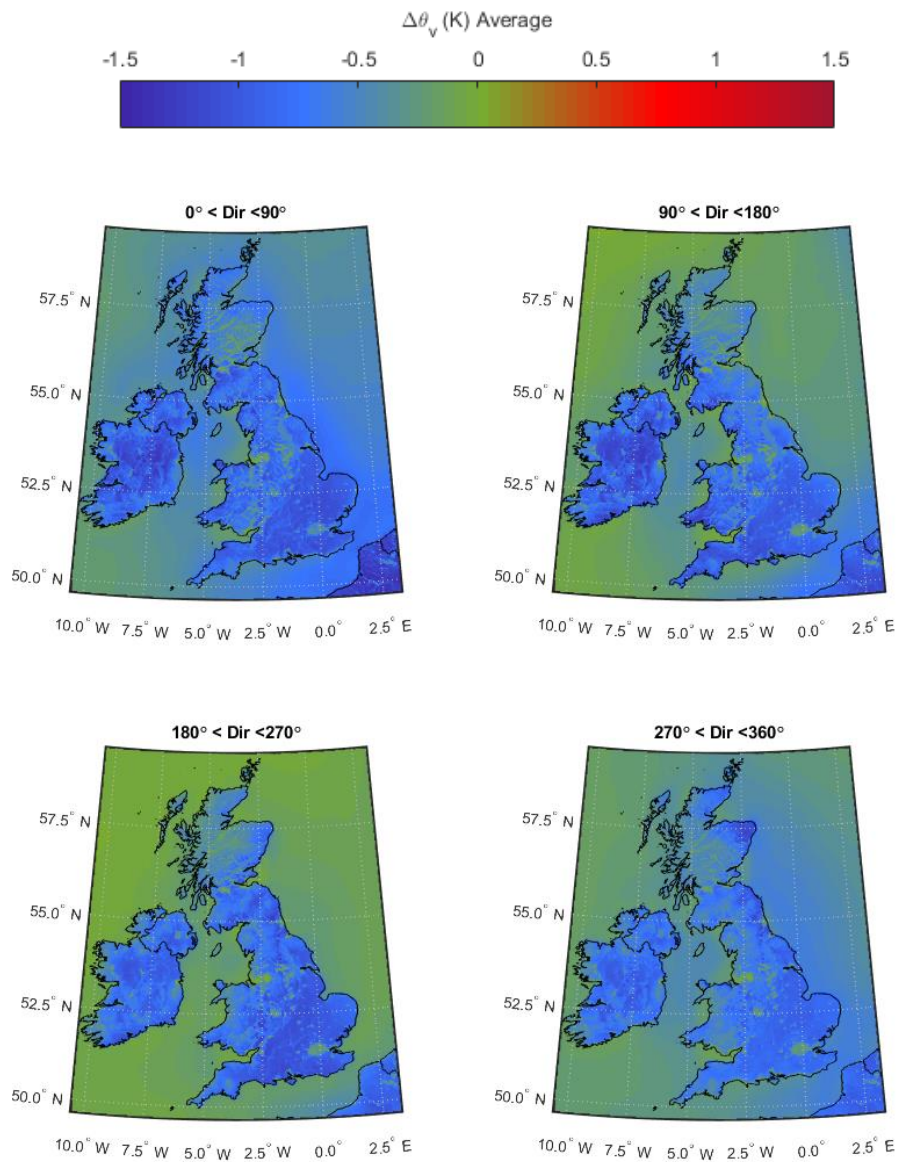 Δθv (K) Average
-1.5 -1 -0.5 0 0.5 1 1.5
0° < Dir <90°
57.5° N
55.0° N
52.5° N
50.0° N
10.0° W 7.5° W 5.0° W 2.5° W 0.0° 2.5° E
90° < Dir <180°
57.5° N
55.0° N
52.5° N
50.0° N
10.0° W 7.5° W 5.0° W 2.5° W 0.0° 2.5° E
180° < Dir <270°
57.5° N
55.0° N
52.5° N
50.0° N
10.0° W 7.5° W 5.0° W 2.5° W 0.0° 2.5° E
270° < Dir <360°
57.5° N
55.0° N
52.5° N
50.0° N
10.0° W 7.5° W 5.0° W 2.5° W 0.0° 2.5° E